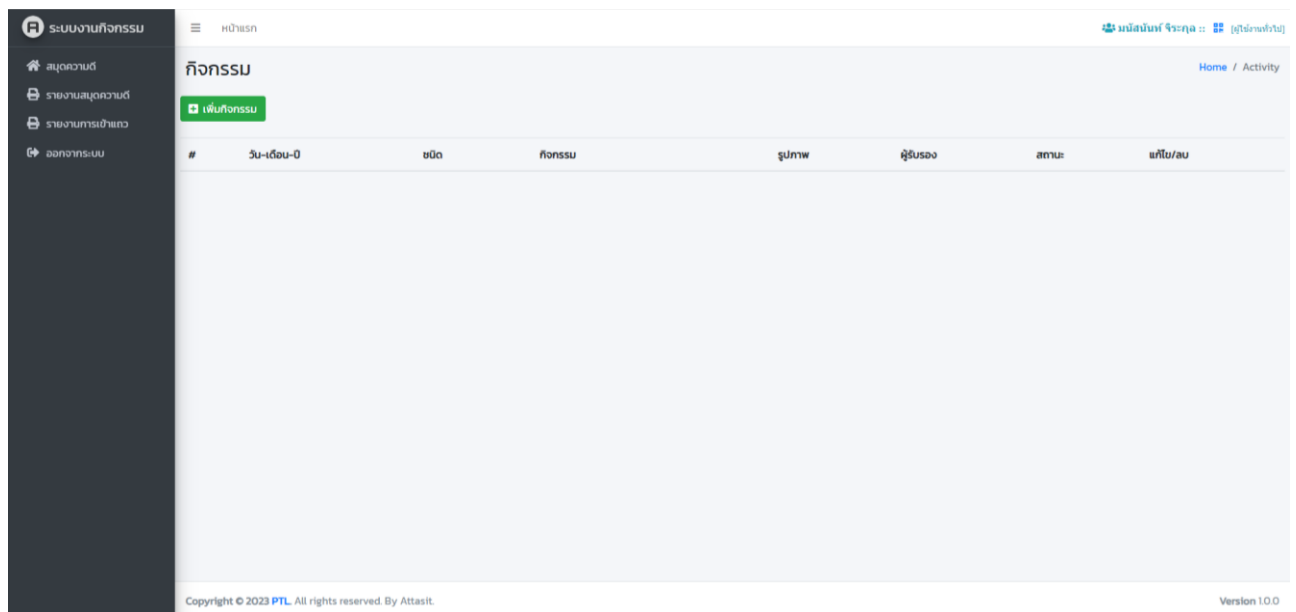 ระบบงานกิจกรรม
หน้าแรก
มนัสนันท์ จิระกุล :: [ผู้ใช้งานทั่วไป]
สมุดความดี
รายงานสมุดความดี
รายงานการเข้าแถว
ออกจากระบบ
กิจกรรม
Home / Activity
เพิ่มกิจกรรม
# วัน-เดือน-ปี ชนิด กิจกรรม รูปภาพ ผู้รับรอง สถานะ แก้ไข/ลบ
Copyright © 2023 PTL. All rights reserved. By Attasit.
Version 1.0.0